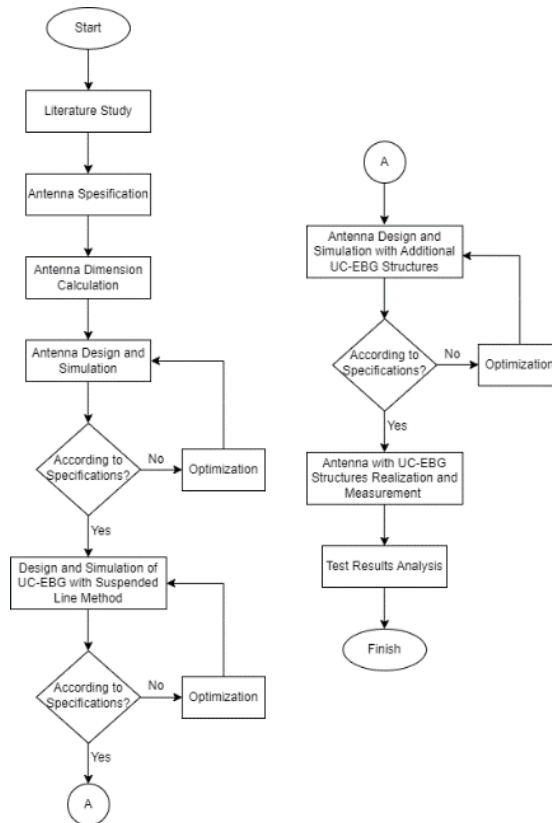 Start
Literature Study
Antenna Spesification
Antenna Dimension
Calculation
Antenna Design and
Simulation
According to
Specifications?
No
Optimization
Yes
Design and Simulation of
UC-EBG with Suspended
Line Method
According to
Specifications?
No
Optimization
Yes
A
A
Antenna Design and
Simulation with Additional
UC-EBG Structures
According to
Specifications?
No
Optimization
Yes
Antenna with UC-EBG
Structures Realization and
Measurement
Test Results Analysis
Finish